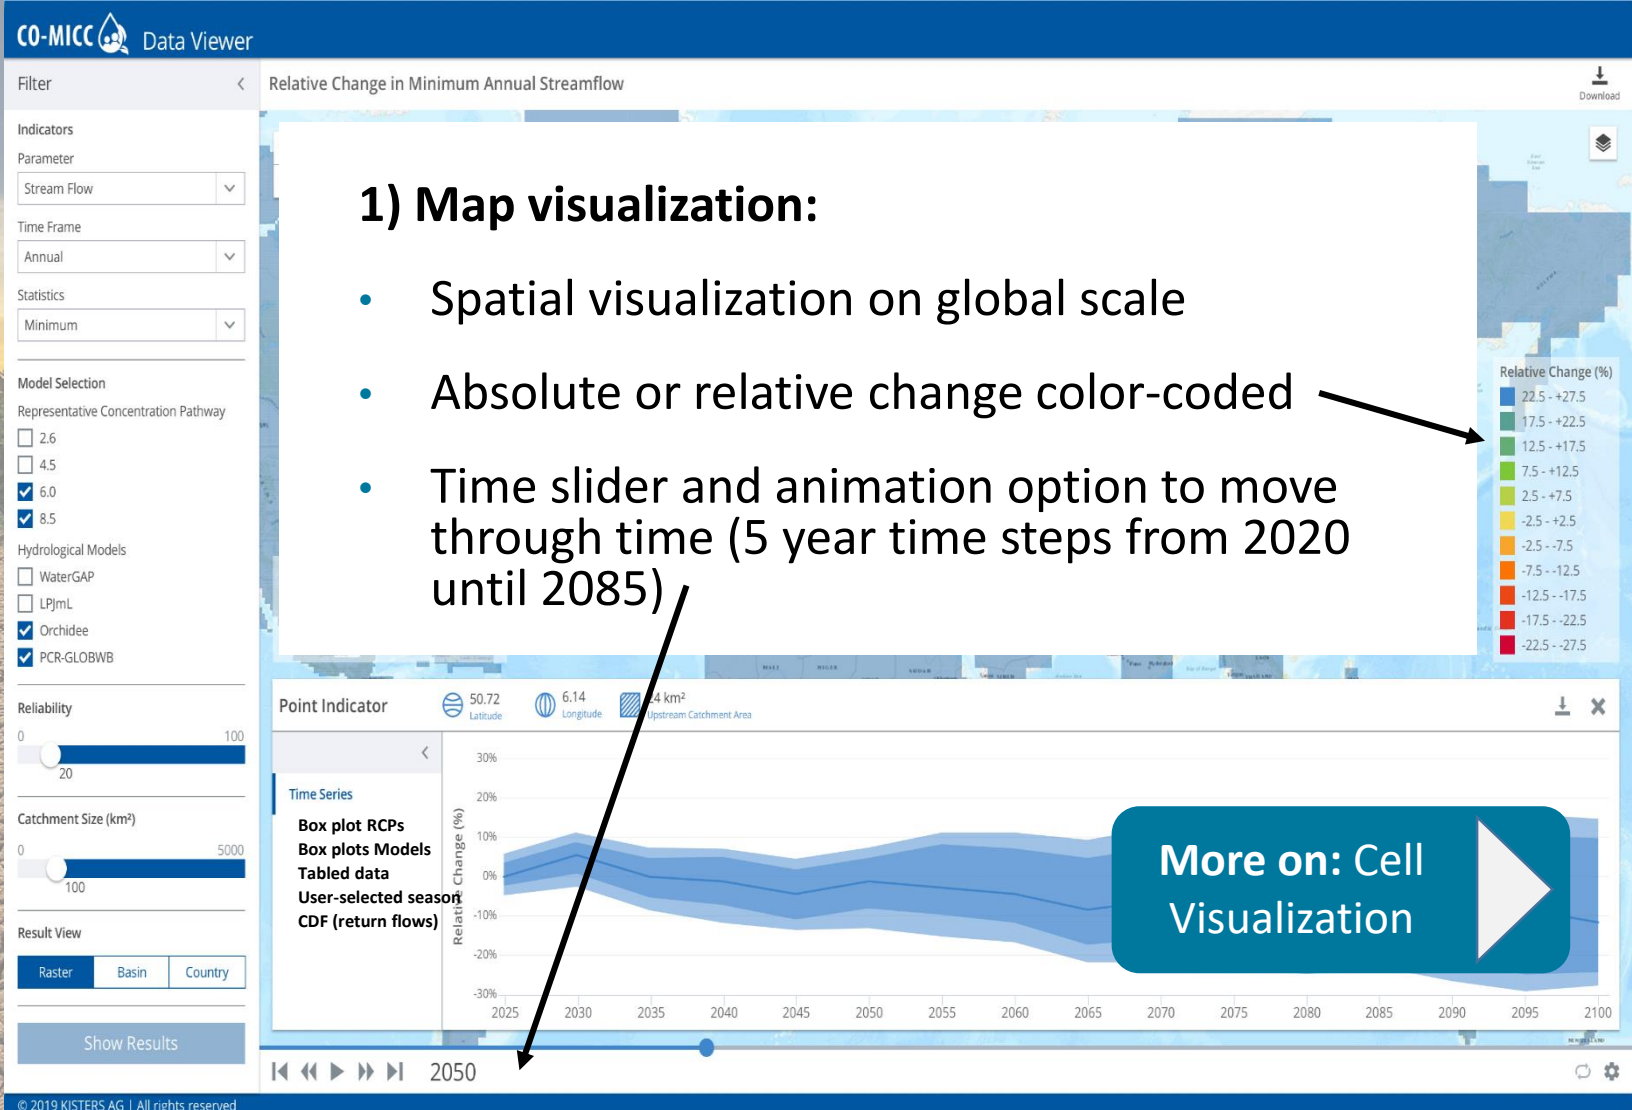 CO-MICC Data Viewer
Filter
Relative Change in Minimum Annual Streamflow
Download
Indicators
Parameter
Stream Flow
Time Frame
Annual
Statistics
Minimum
Model Selection
Representative Concentration Pathway
2.6
4.5
6.0
8.5
Hydrological Models
WaterGAP
LPJmL
Orchidee
PCR-GLOBWB
Reliability
0 100
20
Catchment Size (km²)
0 5000
100
Result View
Raster Basin Country
Show Results
© 2019 KISTERS AG | All rights reserved
1) Map visualization:
• Spatial visualization on global scale
• Absolute or relative change color-coded
• Time slider and animation option to move
through time (5 year time steps from 2020
until 2085)
Relative Change (%)
22.5 - +27.5
17.5 - +22.5
12.5 - +17.5
7.5 - +12.5
2.5 - +7.5
-2.5 - +2.5
-2.5 - -7.5
-7.5 - -12.5
-12.5 - -17.5
-17.5 - -22.5
-22.5 - -27.5
MALI NIGER SUDAN
Point Indicator
50.72
Latitude
6.14
Longitude
24 km²
Upstream Catchment Area
Time Series
Box plot RCPs
Box plots Models
Tabled data
User-selected season
CDF (return flows)
Relative Change (%)
30%
20%
10%
0%
-10%
-20%
-30%
2025 2030 2035 2040 2045 2050 2055 2060 2065 2070 2075 2080 2085 2090 2095 2100
More on: Cell
Visualization
2050